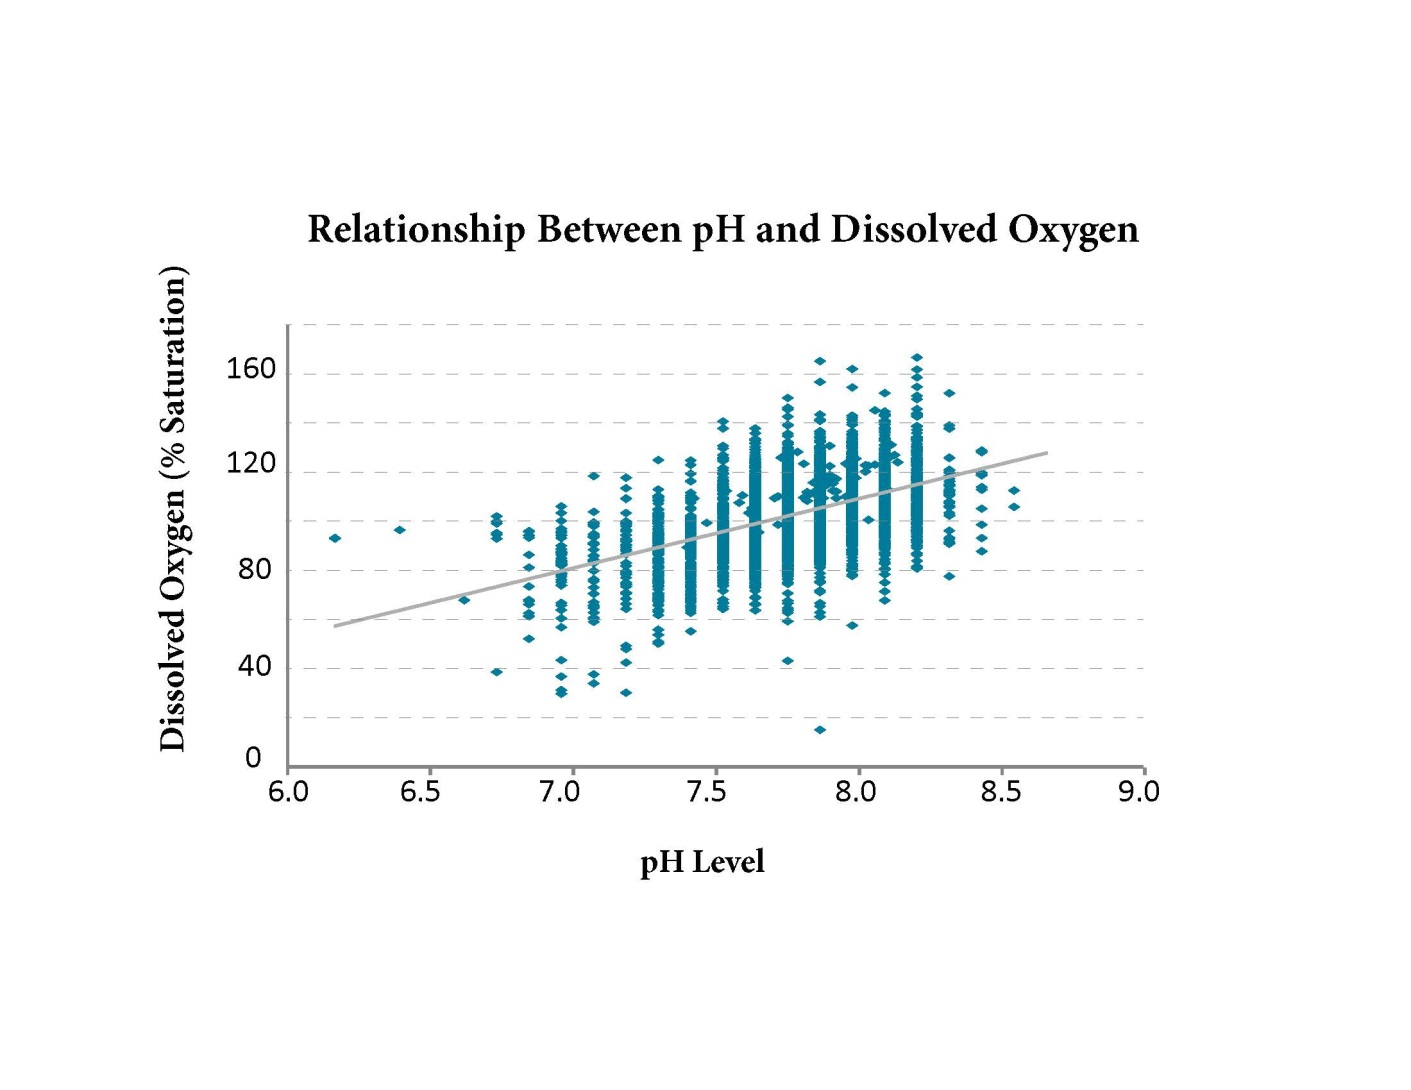 Relationship Between pH and Dissolved Oxygen
Dissolved Oxygen (% Saturation)
160
120
80
40
0
6.0 6.5 7.0 7.5 8.0 8.5 9.0
pH Level